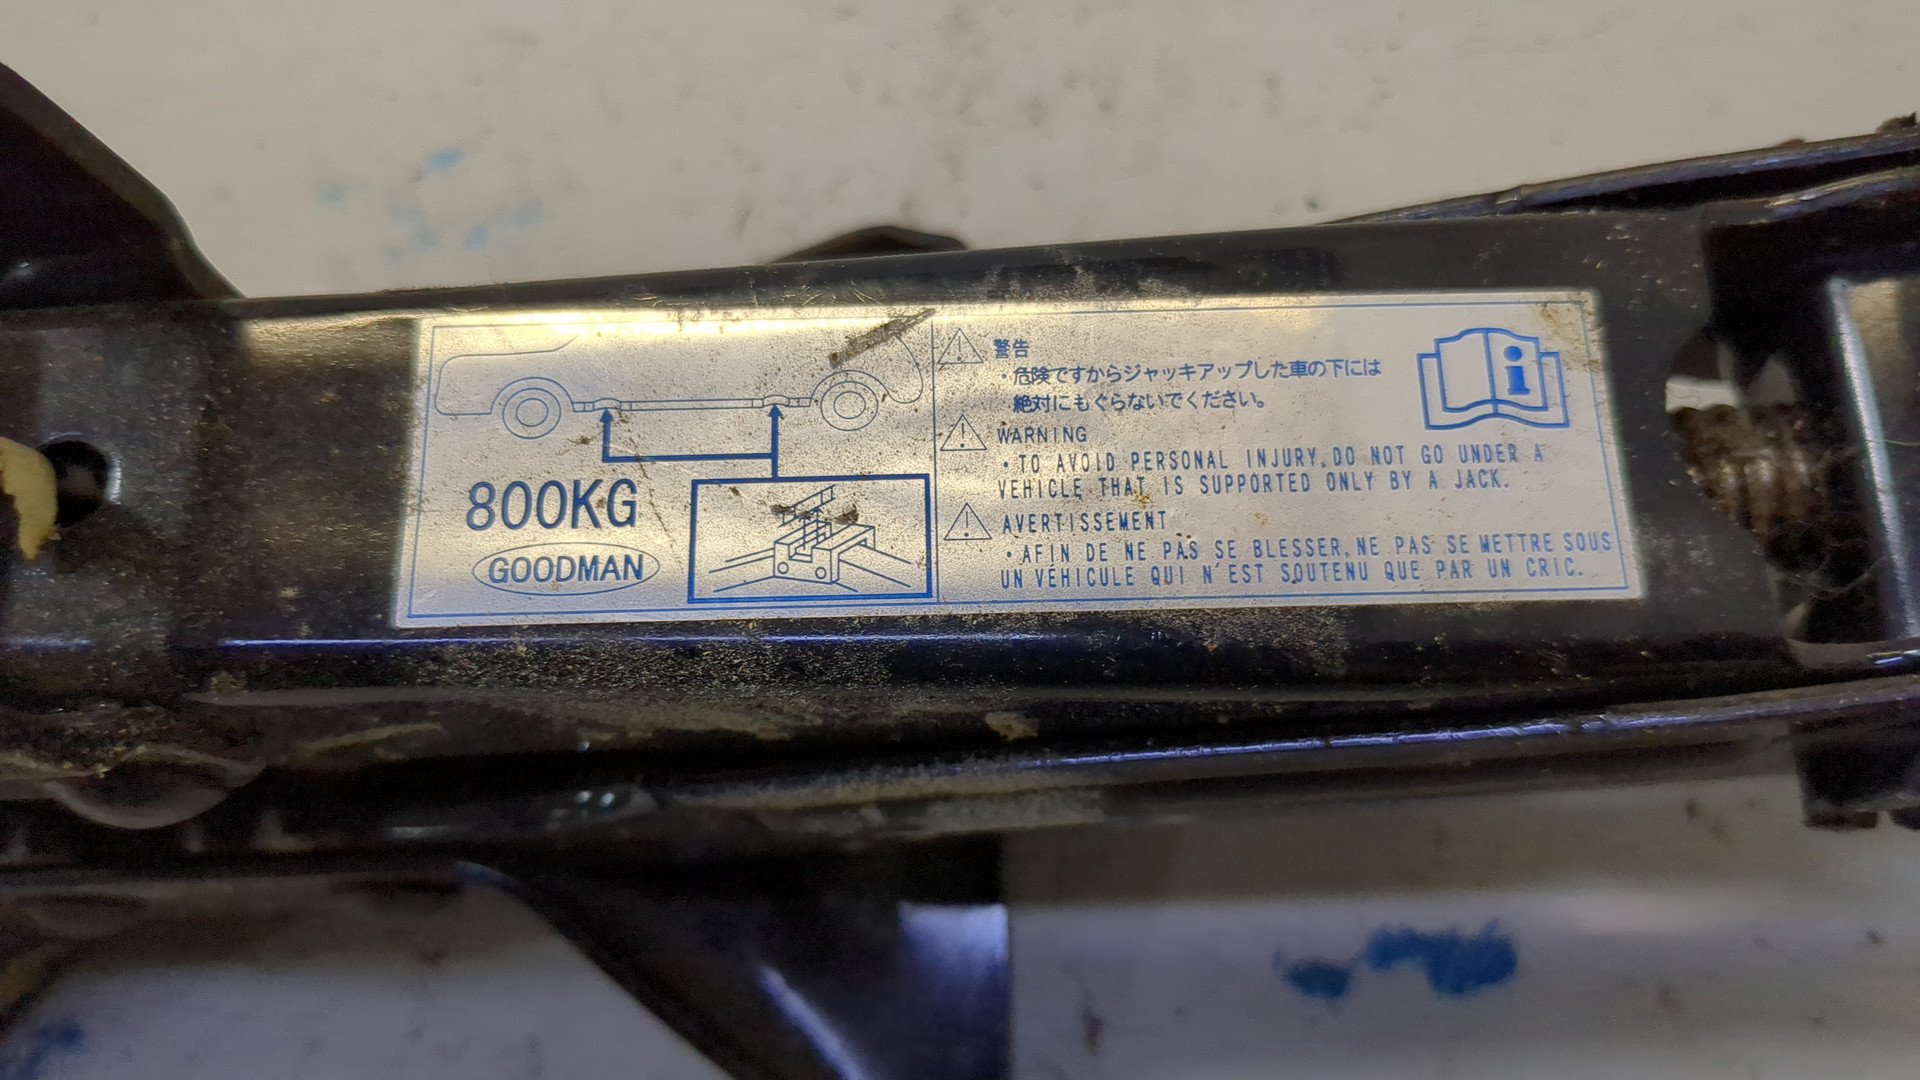 800KG
GOODMAN
警告
・危険ですからジャッキアップした車の下には
絶対にもぐらないでください。
WARNING
・TO AVOID PERSONAL INJURY,DO NOT GO UNDER A
VEHICLE THAT IS SUPPORTED ONLY BY A JACK.
AVERTISSEMENT
・AFIN DE NE PAS SE BLESSER,NE PAS SE METTRE SOUS
UN VÉHICULE QUI N'EST SOUTENU QUE PAR UN CRIC.